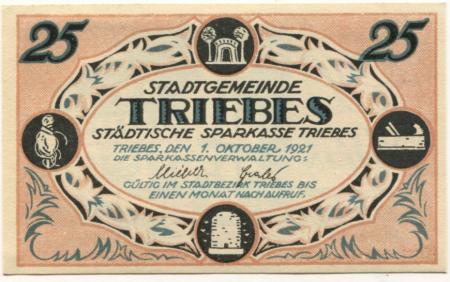 25 25
STADTGEMEINDE
TRIEBES
STÄDTISCHE SPARKASSE TRIEBES
TRIEBES, DEN 1. OKTOBER 1921
DIE SPARKASSENVERWALTUNG:
GÜLTIG IM STADTBEZIRK TRIEBES BIS
EINEN MONAT NACH AUFRUF.